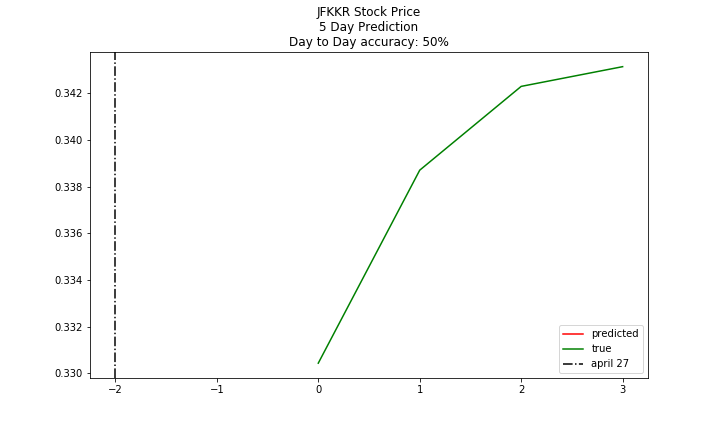 JFKKR Stock Price
5 Day Prediction
Day to Day accuracy: 50%
0.342
0.340
0.338
0.336
0.334
0.332
0.330
predicted
true
april 27
−2
−1
0
1
2
3